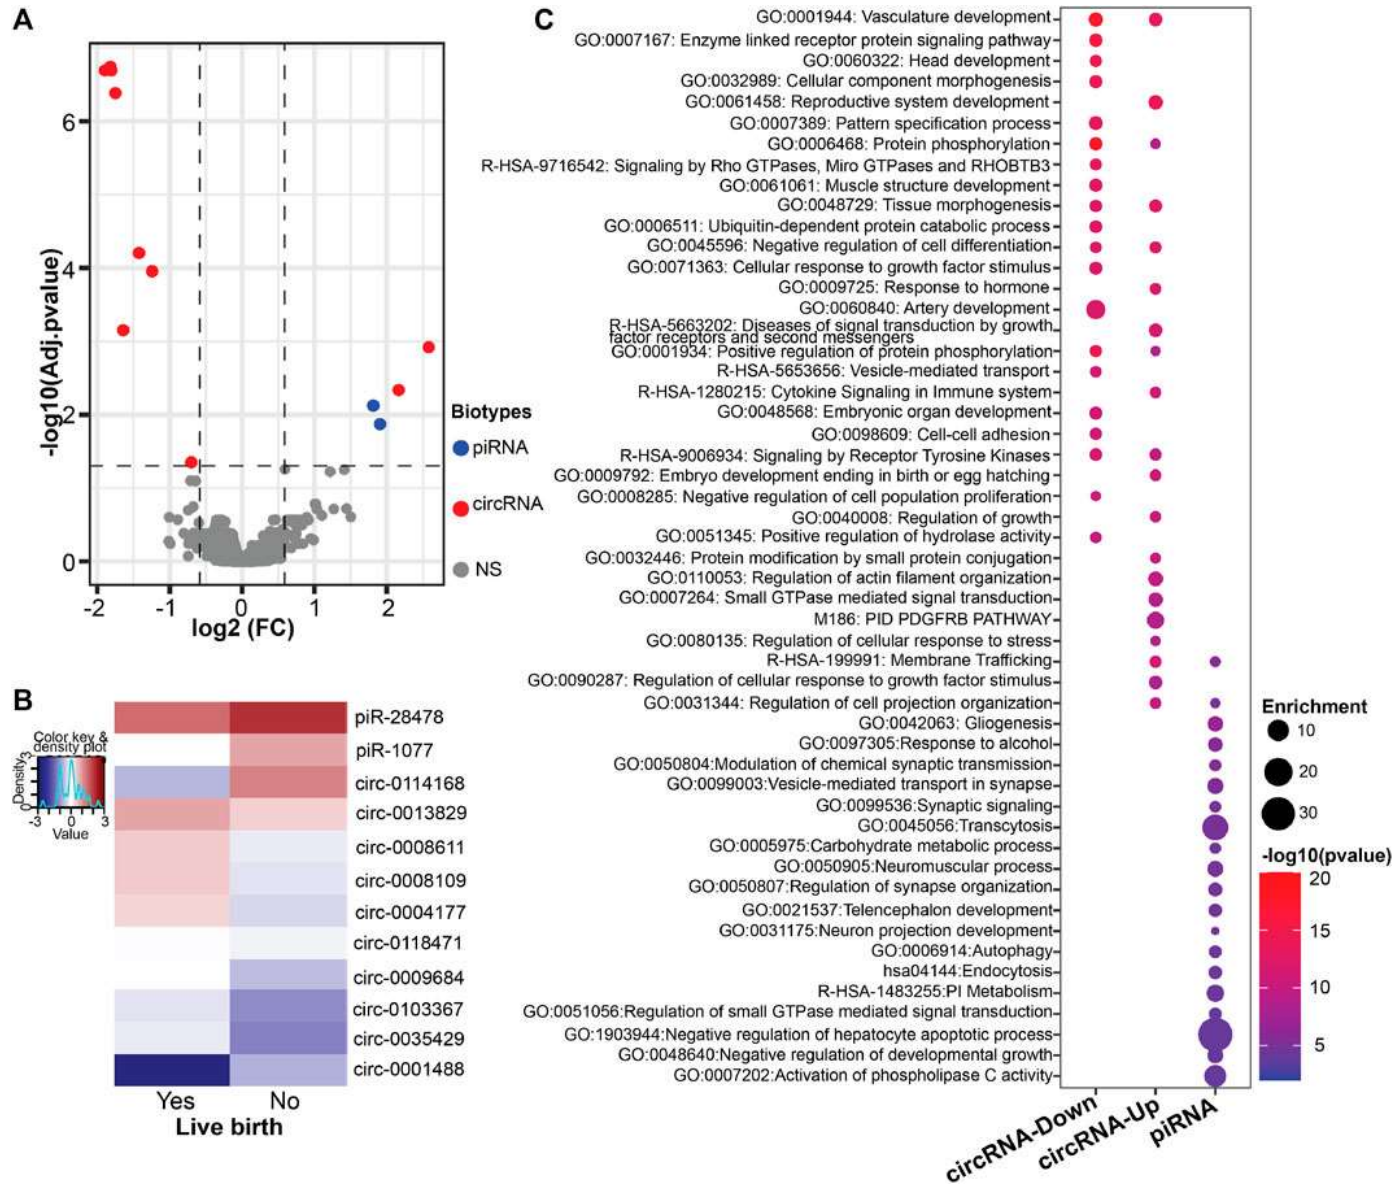 A
-log10(Adj.pvalue)
6
4
2
0
-2
-1
0
1
2
log2 (FC)
Biotypes
piRNA
circRNA
NS
B
Color key &
density plot
Density
3
0
-3
0
3
Value
piR-28478
piR-1077
circ-0114168
circ-0013829
circ-0008611
circ-0008109
circ-0004177
circ-0118471
circ-0009684
circ-0103367
circ-0035429
circ-0001488
Yes
No
Live birth
C
GO:0001944: Vasculature development
GO:0007167: Enzyme linked receptor protein signaling pathway
GO:0060322: Head development
GO:0032989: Cellular component morphogenesis
GO:0061458: Reproductive system development
GO:0007389: Pattern specification process
GO:0006468: Protein phosphorylation
R-HSA-9716542: Signaling by Rho GTPases, Miro GTPases and RHOBTB3
GO:0061061: Muscle structure development
GO:0048729: Tissue morphogenesis
GO:0006511: Ubiquitin-dependent protein catabolic process
GO:0045596: Negative regulation of cell differentiation
GO:0071363: Cellular response to growth factor stimulus
GO:0009725: Response to hormone
GO:0060840: Artery development
R-HSA-5663202: Diseases of signal transduction by growth
factor receptors and second messengers
GO:0001934: Positive regulation of protein phosphorylation
R-HSA-5653656: Vesicle-mediated transport
R-HSA-1280215: Cytokine Signaling in Immune system
GO:0048568: Embryonic organ development
GO:0098609: Cell-cell adhesion
R-HSA-9006934: Signaling by Receptor Tyrosine Kinases
GO:0009792: Embryo development ending in birth or egg hatching
GO:0008285: Negative regulation of cell population proliferation
GO:0040008: Regulation of growth
GO:0051345: Positive regulation of hydrolase activity
GO:0032446: Protein modification by small protein conjugation
GO:0110053: Regulation of actin filament organization
GO:0007264: Small GTPase mediated signal transduction
M186: PID PDGFRB PATHWAY
GO:0080135: Regulation of cellular response to stress
R-HSA-199991: Membrane Trafficking
GO:0090287: Regulation of cellular response to growth factor stimulus
GO:0031344: Regulation of cell projection organization
GO:0042063: Gliogenesis
GO:0097305:Response to alcohol
GO:0050804:Modulation of chemical synaptic transmission
GO:0099003:Vesicle-mediated transport in synapse
GO:0099536:Synaptic signaling
GO:0045056:Transcytosis
GO:0005975:Carbohydrate metabolic process
GO:0050905:Neuromuscular process
GO:0050807:Regulation of synapse organization
GO:0021537:Telencephalon development
GO:0031175:Neuron projection development
GO:0006914:Autophagy
hsa04144:Endocytosis
R-HSA-1483255:PI Metabolism
GO:0051056:Regulation of small GTPase mediated signal transduction
GO:1903944:Negative regulation of hepatocyte apoptotic process
GO:0048640:Negative regulation of developmental growth
GO:0007202:Activation of phospholipase C activity
circRNA-Down
circRNA-Up
piRNA
Enrichment
10
20
30
-log10(pvalue)
20
15
10
5